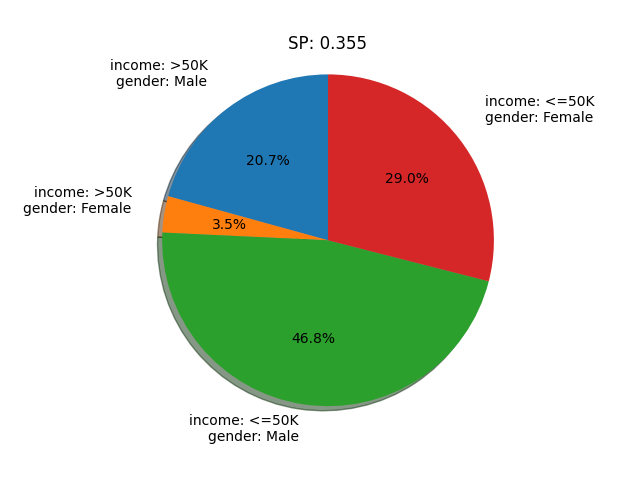 SP: 0.355
income: >50K
gender: Male
20.7%
income: <=50K
gender: Female
29.0%
income: >50K
gender: Female
3.5%
46.8%
income: <=50K
gender: Male